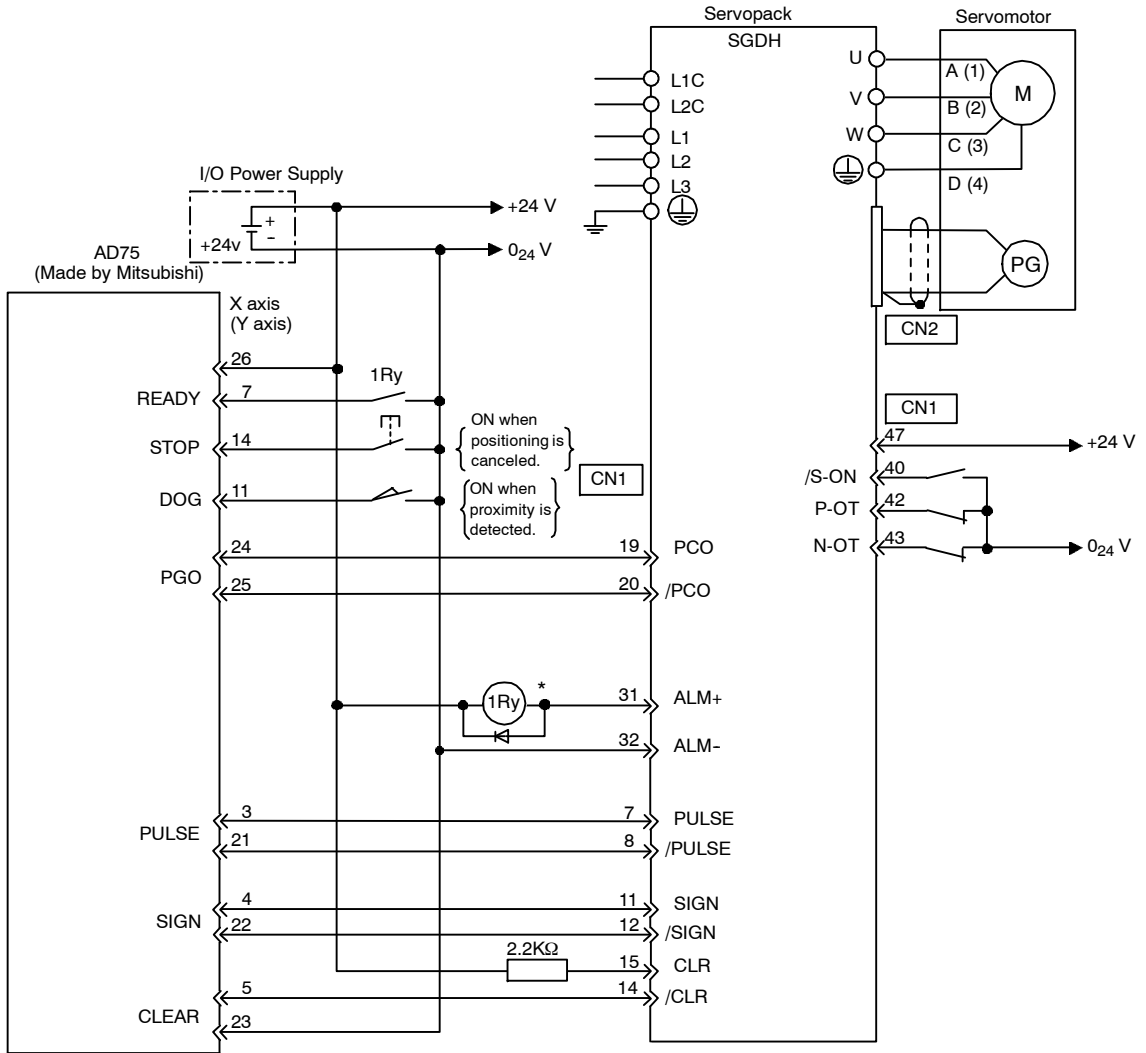 Servopack
SGDH
Servomotor
U
A (1)
M
V
B (2)
W
C (3)
D (4)
L1C
L2C
L1
L2
L3
I/O Power Supply
+
-
+24v
+24 V
0₂₄ V
PG
CN2
AD75
(Made by Mitsubishi)
X axis
(Y axis)
26
READY
7
1Ry
STOP
14
ON when
positioning is
canceled.
DOG
11
ON when
proximity is
detected.
CN1
CN1
47
+24 V
/S-ON
40
P-OT
42
N-OT
43
0₂₄ V
PGO
24
19
PCO
25
20
/PCO
1Ry
*
31
ALM+
32
ALM-
PULSE
3
7
PULSE
21
8
/PULSE
SIGN
4
11
SIGN
22
12
/SIGN
2.2KΩ
15
CLR
CLEAR
5
14
/CLR
23